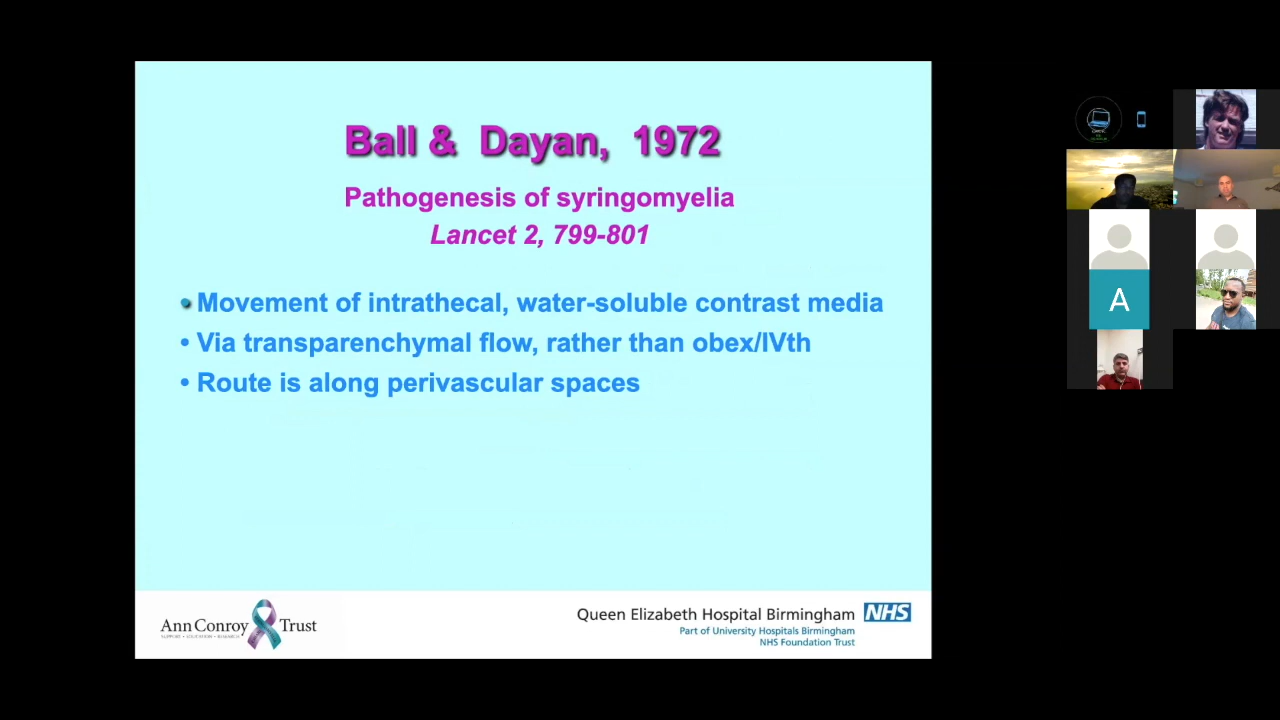 Ball & Dayan, 1972
Pathogenesis of syringomyelia
Lancet 2, 799-801
• Movement of intrathecal, water-soluble contrast media
• Via transparenchymal flow, rather than obex/IVth
• Route is along perivascular spaces
Ann Conroy Trust
SUPPORT • EDUCATION • RESEARCH
Queen Elizabeth Hospital Birmingham NHS
Part of University Hospitals Birmingham
NHS Foundation Trust
A